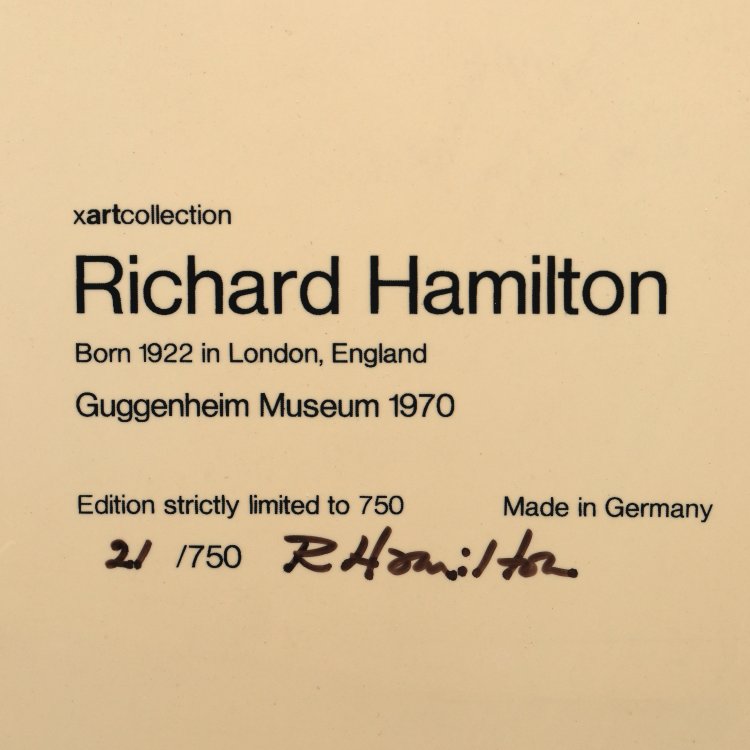 xartcollection
Richard Hamilton
Born 1922 in London, England
Guggenheim Museum 1970
Edition strictly limited to 750 Made in Germany
21 /750 R Hamilton